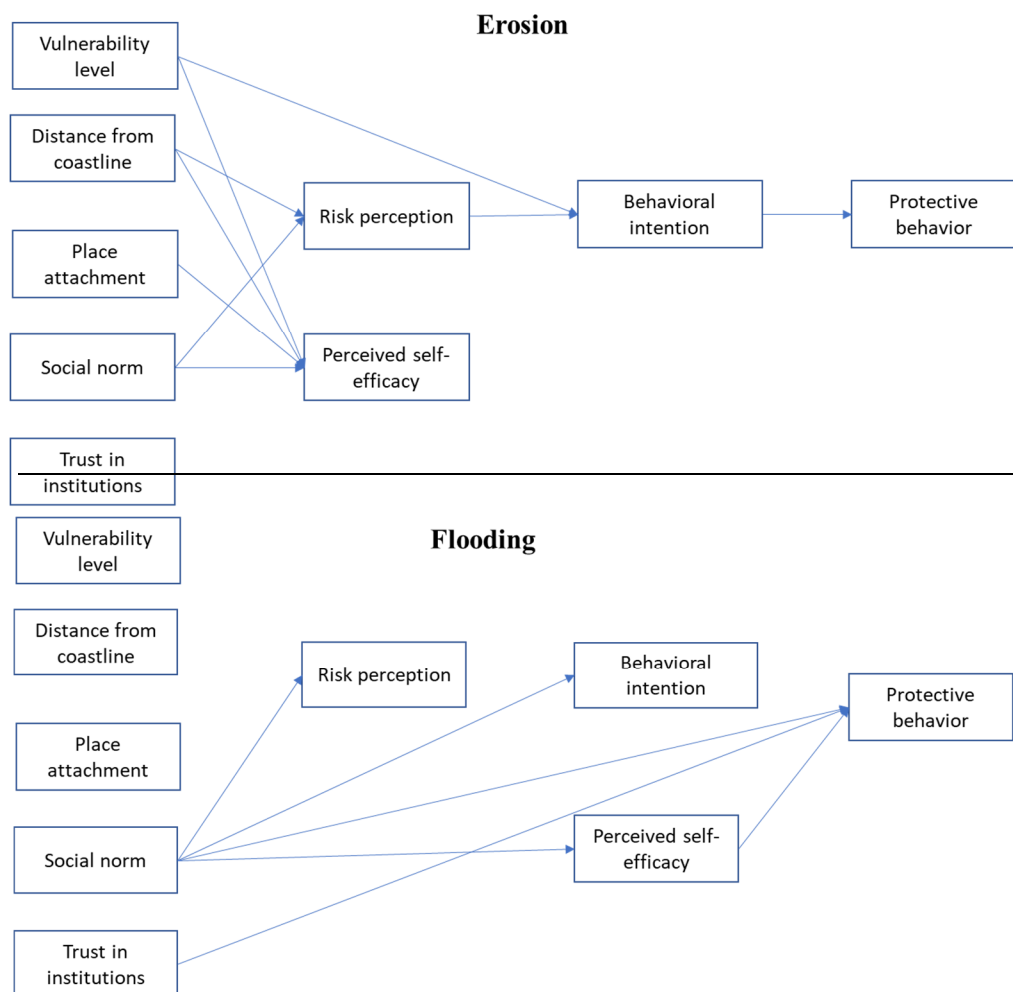 Erosion
Vulnerability
level
Distance from
coastline
Place
attachment
Social norm
Trust in
institutions
Risk perception
Perceived self-
efficacy
Behavioral
intention
Protective
behavior
Flooding
Vulnerability
level
Distance from
coastline
Place
attachment
Social norm
Trust in
institutions
Risk perception
Behavioral
intention
Perceived self-
efficacy
Protective
behavior